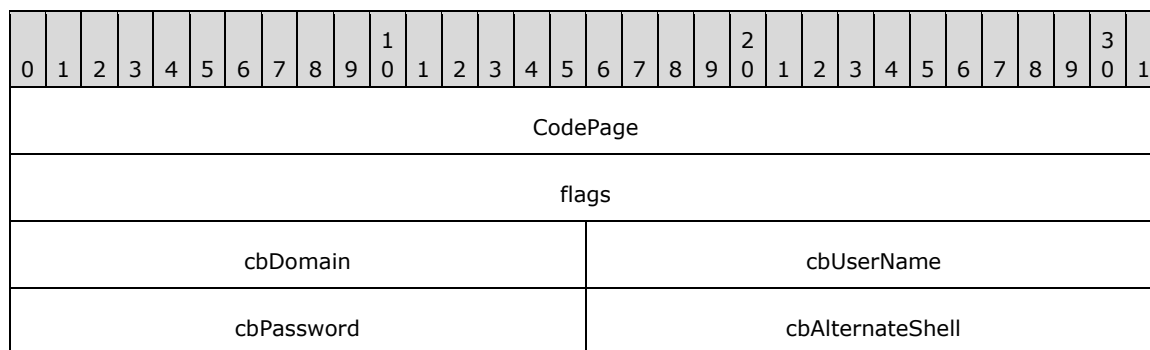 1 2 3
0 1 2 3 4 5 6 7 8 9 0 1 2 3 4 5 6 7 8 9 0 1 2 3 4 5 6 7 8 9 0 1
CodePage
flags
cbDomain cbUserName
cbPassword cbAlternateShell